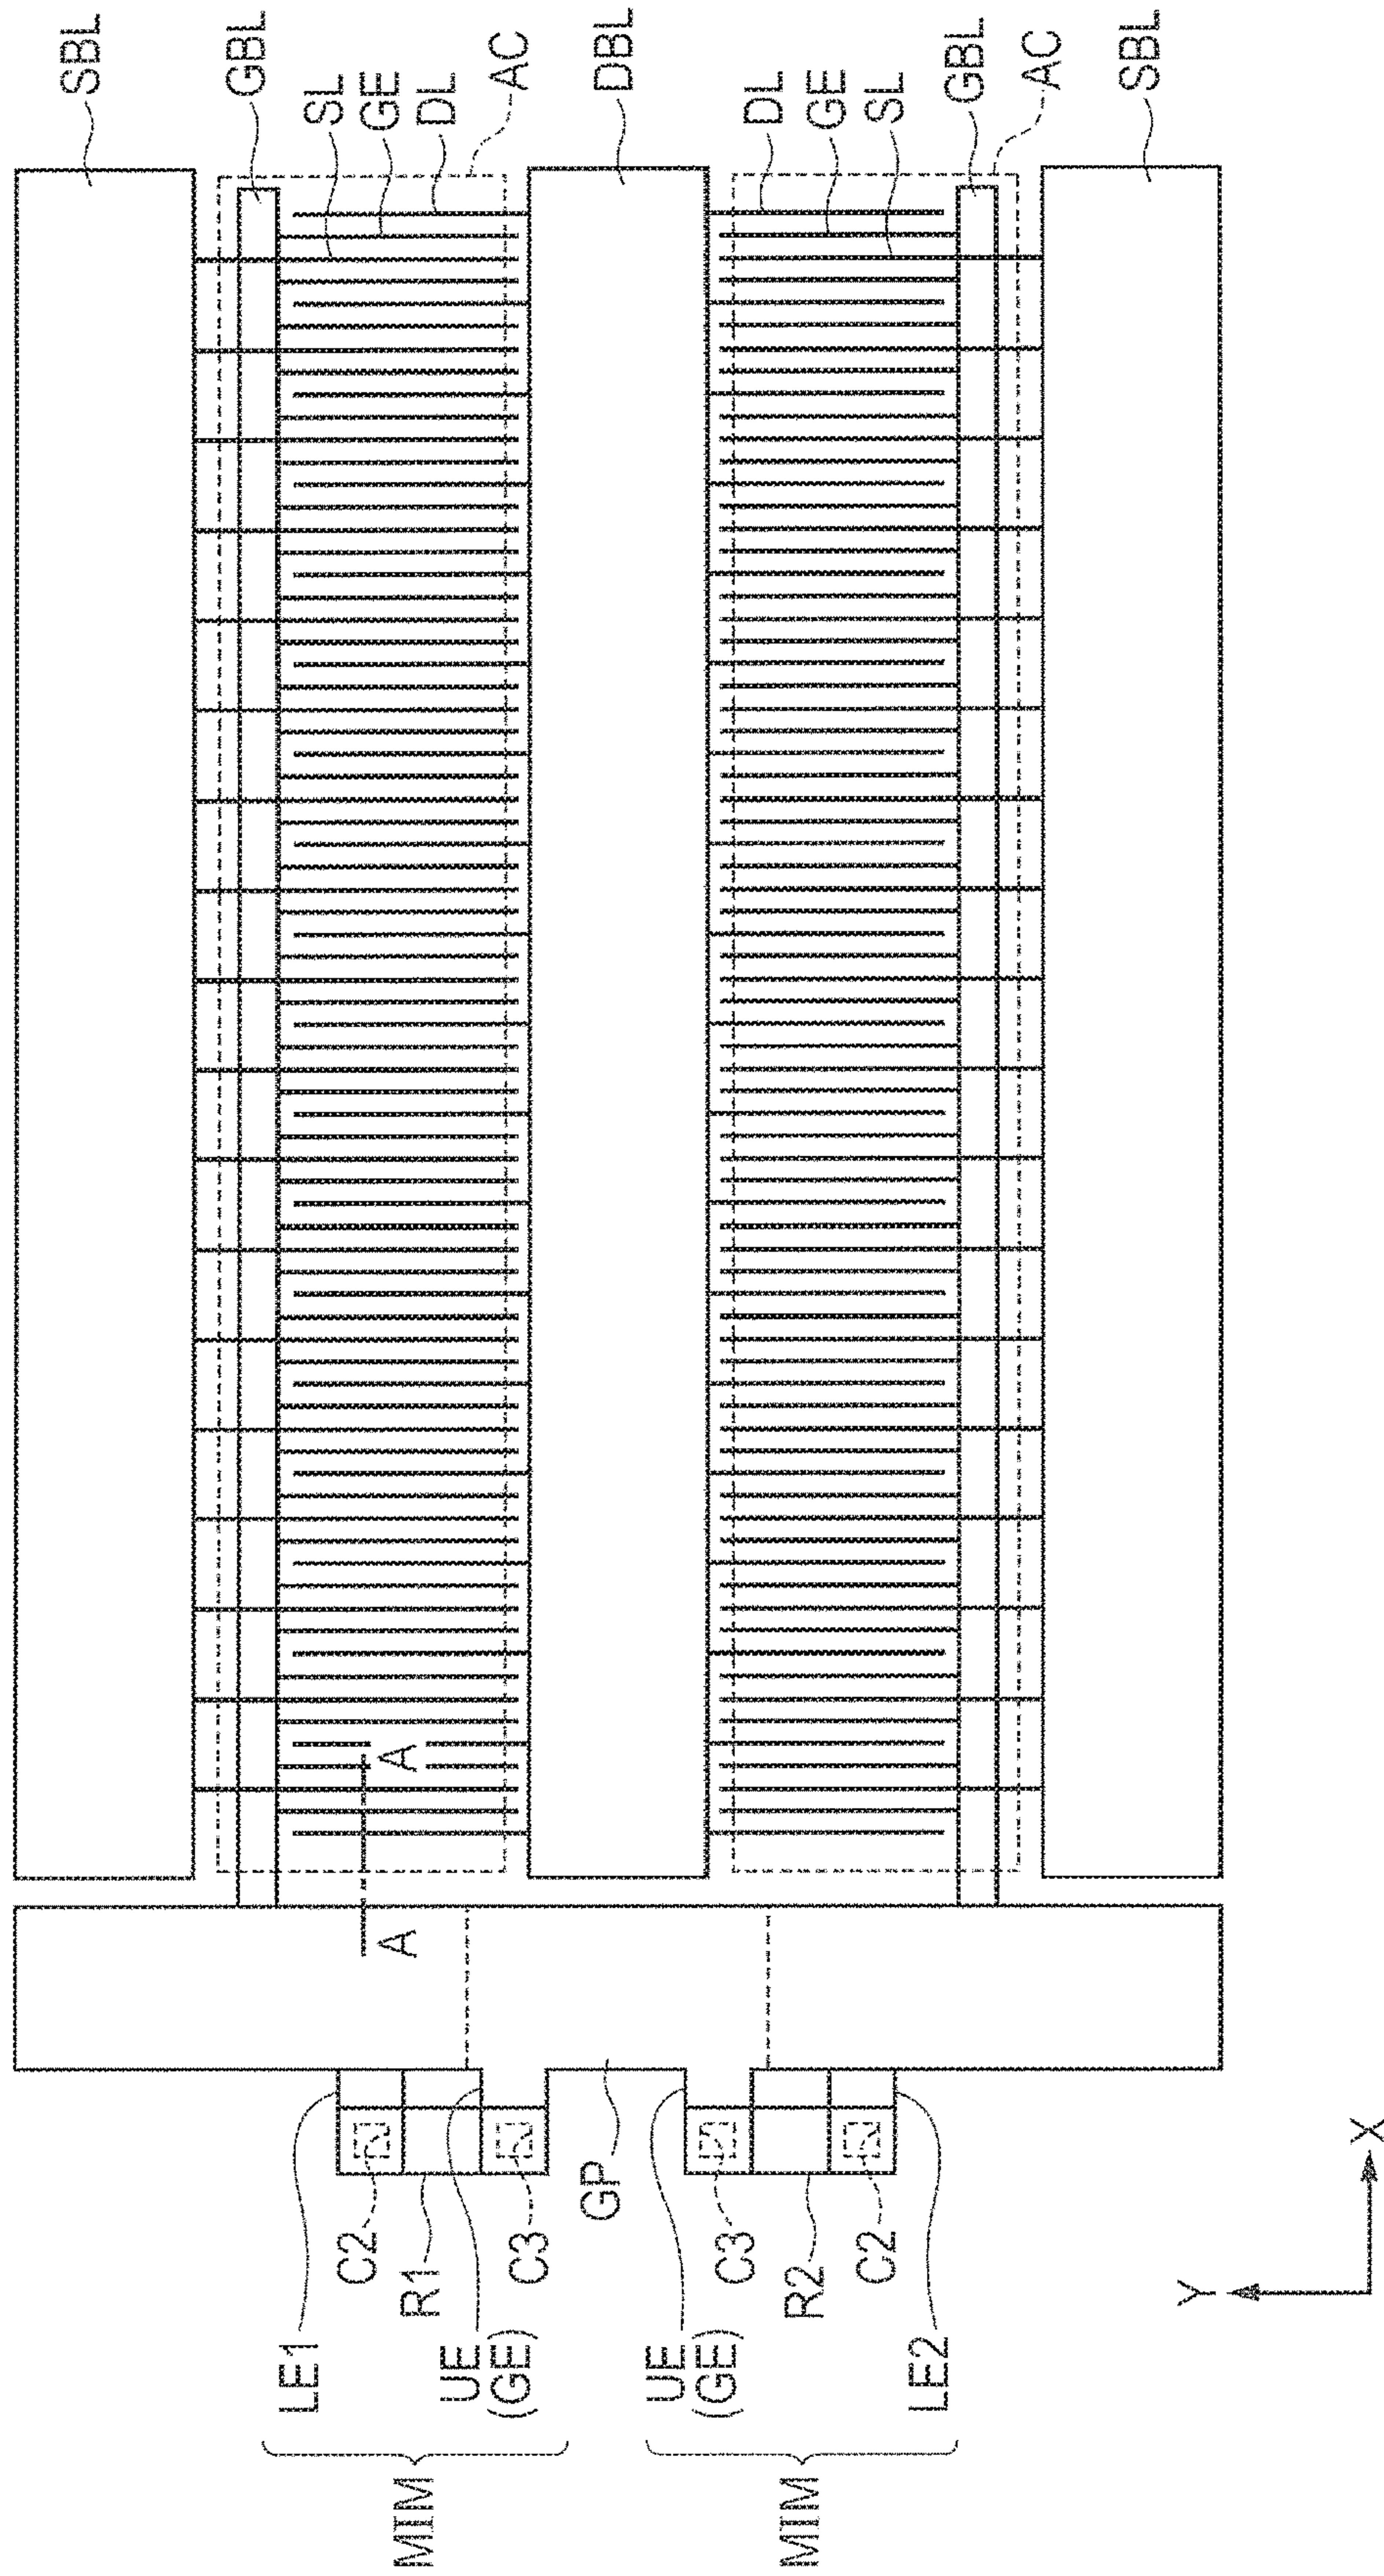 SBL
GBL
SL
GE
DL
AC
DBL
DL
GE
SL
GBL
AC
SBL
A
A
LE1
C2
R1
UE
(GE)
C3
GP
UE
(GE)
C3
R2
C2
LE2
MIM
MIM
Y
X